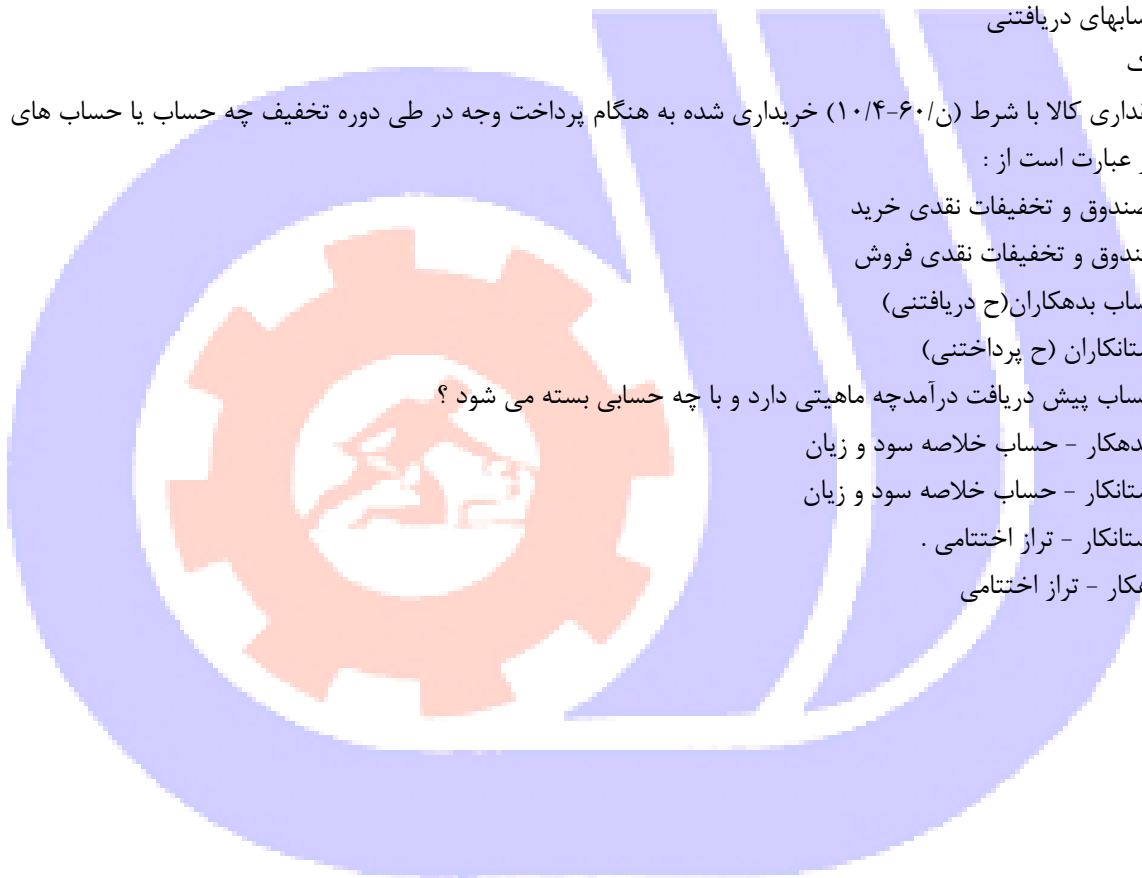 سابهای دریافتنی
ک
نداری کالا با شرط (ن/۶۰-۱۰/۴) خریداری شده به هنگام پرداخت وجه در طی دوره تخفیف چه حساب یا حساب های
ر عبارت است از :
صندوق و تخفیفات نقدی خرید
ندوق و تخفیفات نقدی فروش
ساب بدهکاران(ح دریافتنی)
ستانکاران (ح پرداختنی)
ساب پیش دریافت درآمدچه ماهیتی دارد و با چه حسابی بسته می شود ؟
بدهکار - حساب خلاصه سود و زیان
ستانکار - حساب خلاصه سود و زیان
ستانکار - تراز اختتامی .
هکار - تراز اختتامی